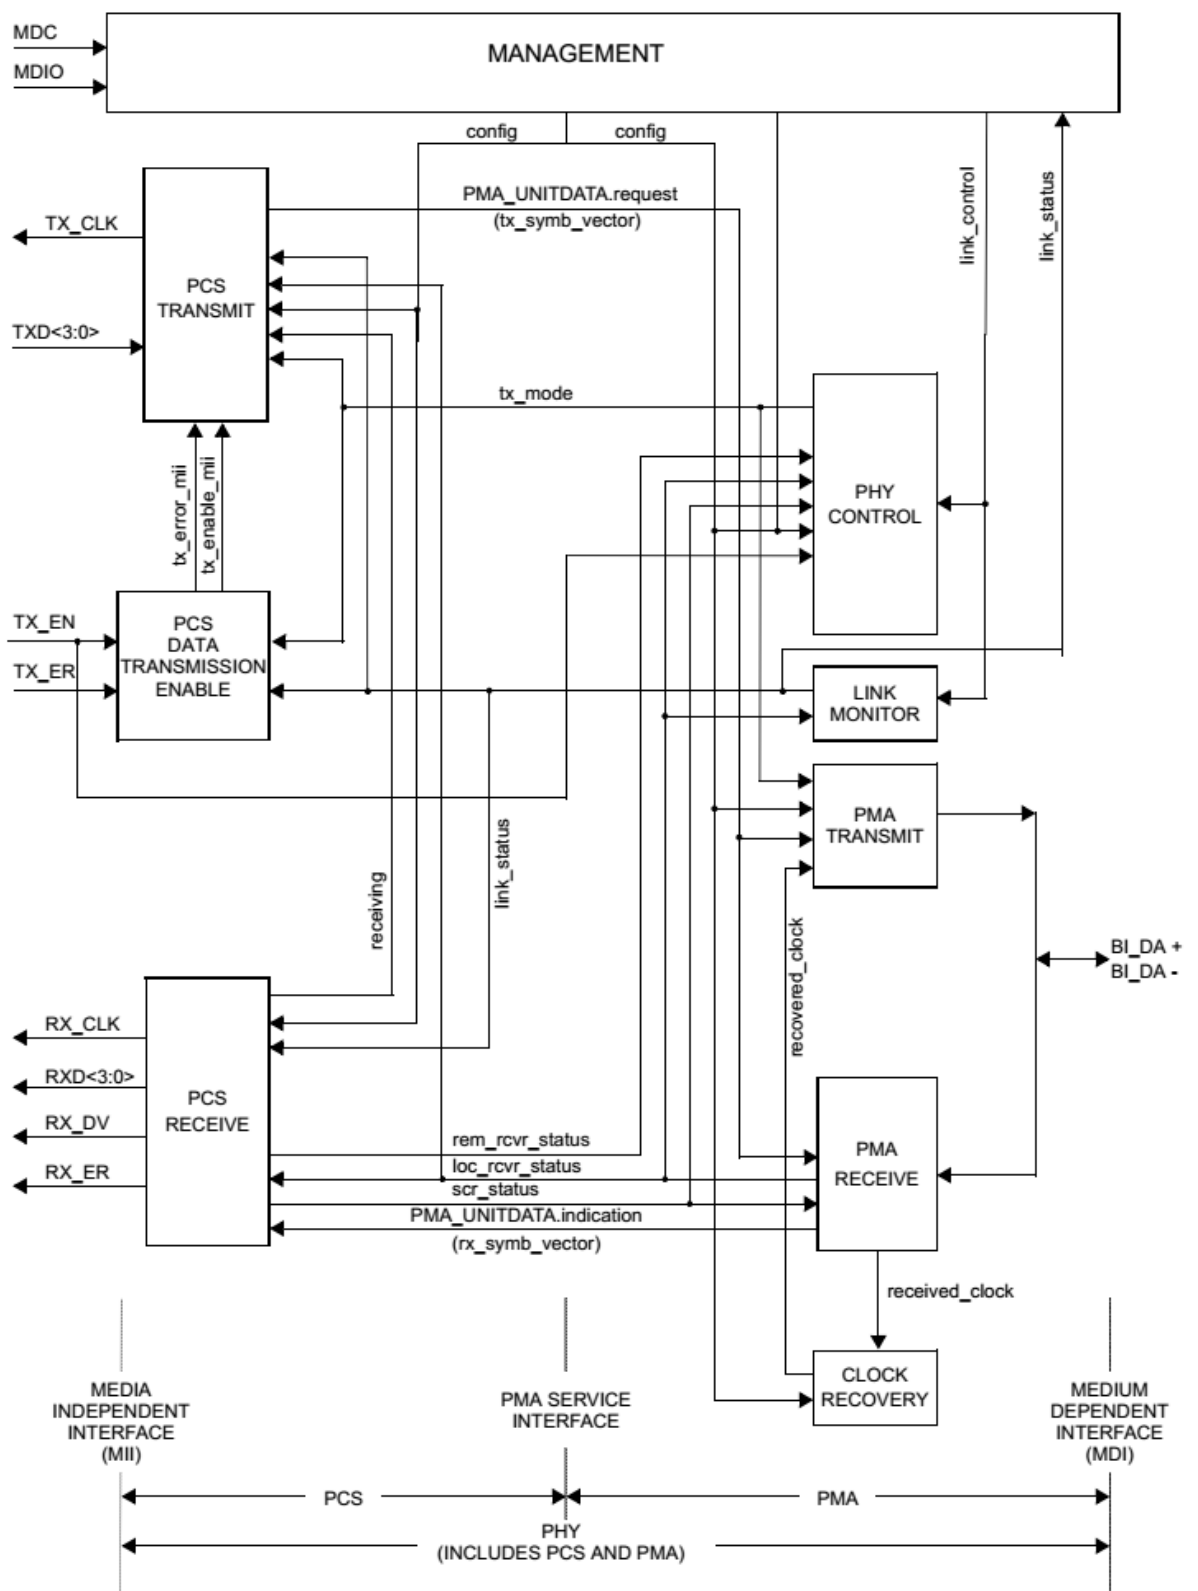 MDC
MDIO
MANAGEMENT
config
config
link_control
link_status
PMA_UNITDATA.request
(tx_symb_vector)
TX_CLK
PCS
TRANSMIT
TXD<3:0>
tx_mode
tx_error_mii
tx_enable_mii
PHY
CONTROL
TX_EN
TX_ER
PCS
DATA
TRANSMISSION
ENABLE
LINK
MONITOR
PMA
TRANSMIT
receiving
link_status
recovered_clock
BI_DA +
BI_DA -
RX_CLK
RXD<3:0>
RX_DV
RX_ER
PCS
RECEIVE
rem_rcvr_status
loc_rcvr_status
scr_status
PMA_UNITDATA.indication
(rx_symb_vector)
PMA
RECEIVE
received_clock
CLOCK
RECOVERY
MEDIA
INDEPENDENT
INTERFACE
(MII)
PMA SERVICE
INTERFACE
MEDIUM
DEPENDENT
INTERFACE
(MDI)
PCS
PMA
PHY
(INCLUDES PCS AND PMA)